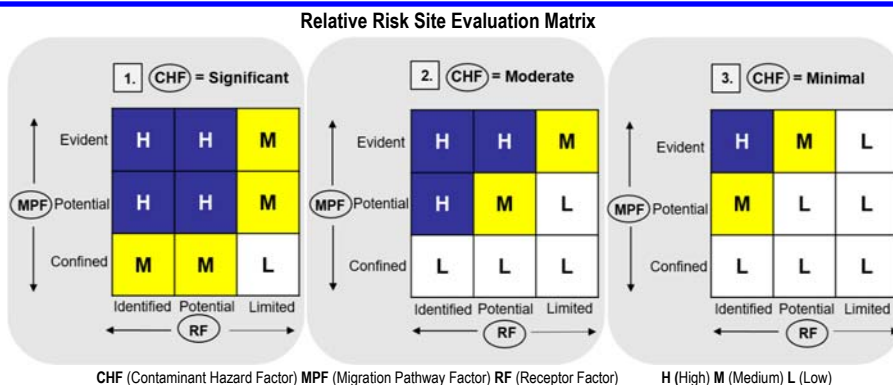 Relative Risk Site Evaluation Matrix
1. CHF = Significant
Evident H H M
MPF Potential H H M
Confined M M L
Identified Potential Limited
RF
2. CHF = Moderate
Evident H H M
MPF Potential H M L
Confined L L L
Identified Potential Limited
RF
3. CHF = Minimal
Evident H M L
MPF Potential M L L
Confined L L L
Identified Potential Limited
RF
CHF (Contaminant Hazard Factor) MPF (Migration Pathway Factor) RF (Receptor Factor) H (High) M (Medium) L (Low)